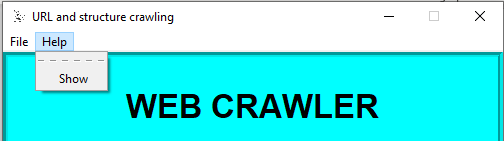 URL and structure crawling
File Help
Show
WEB CRAWLER